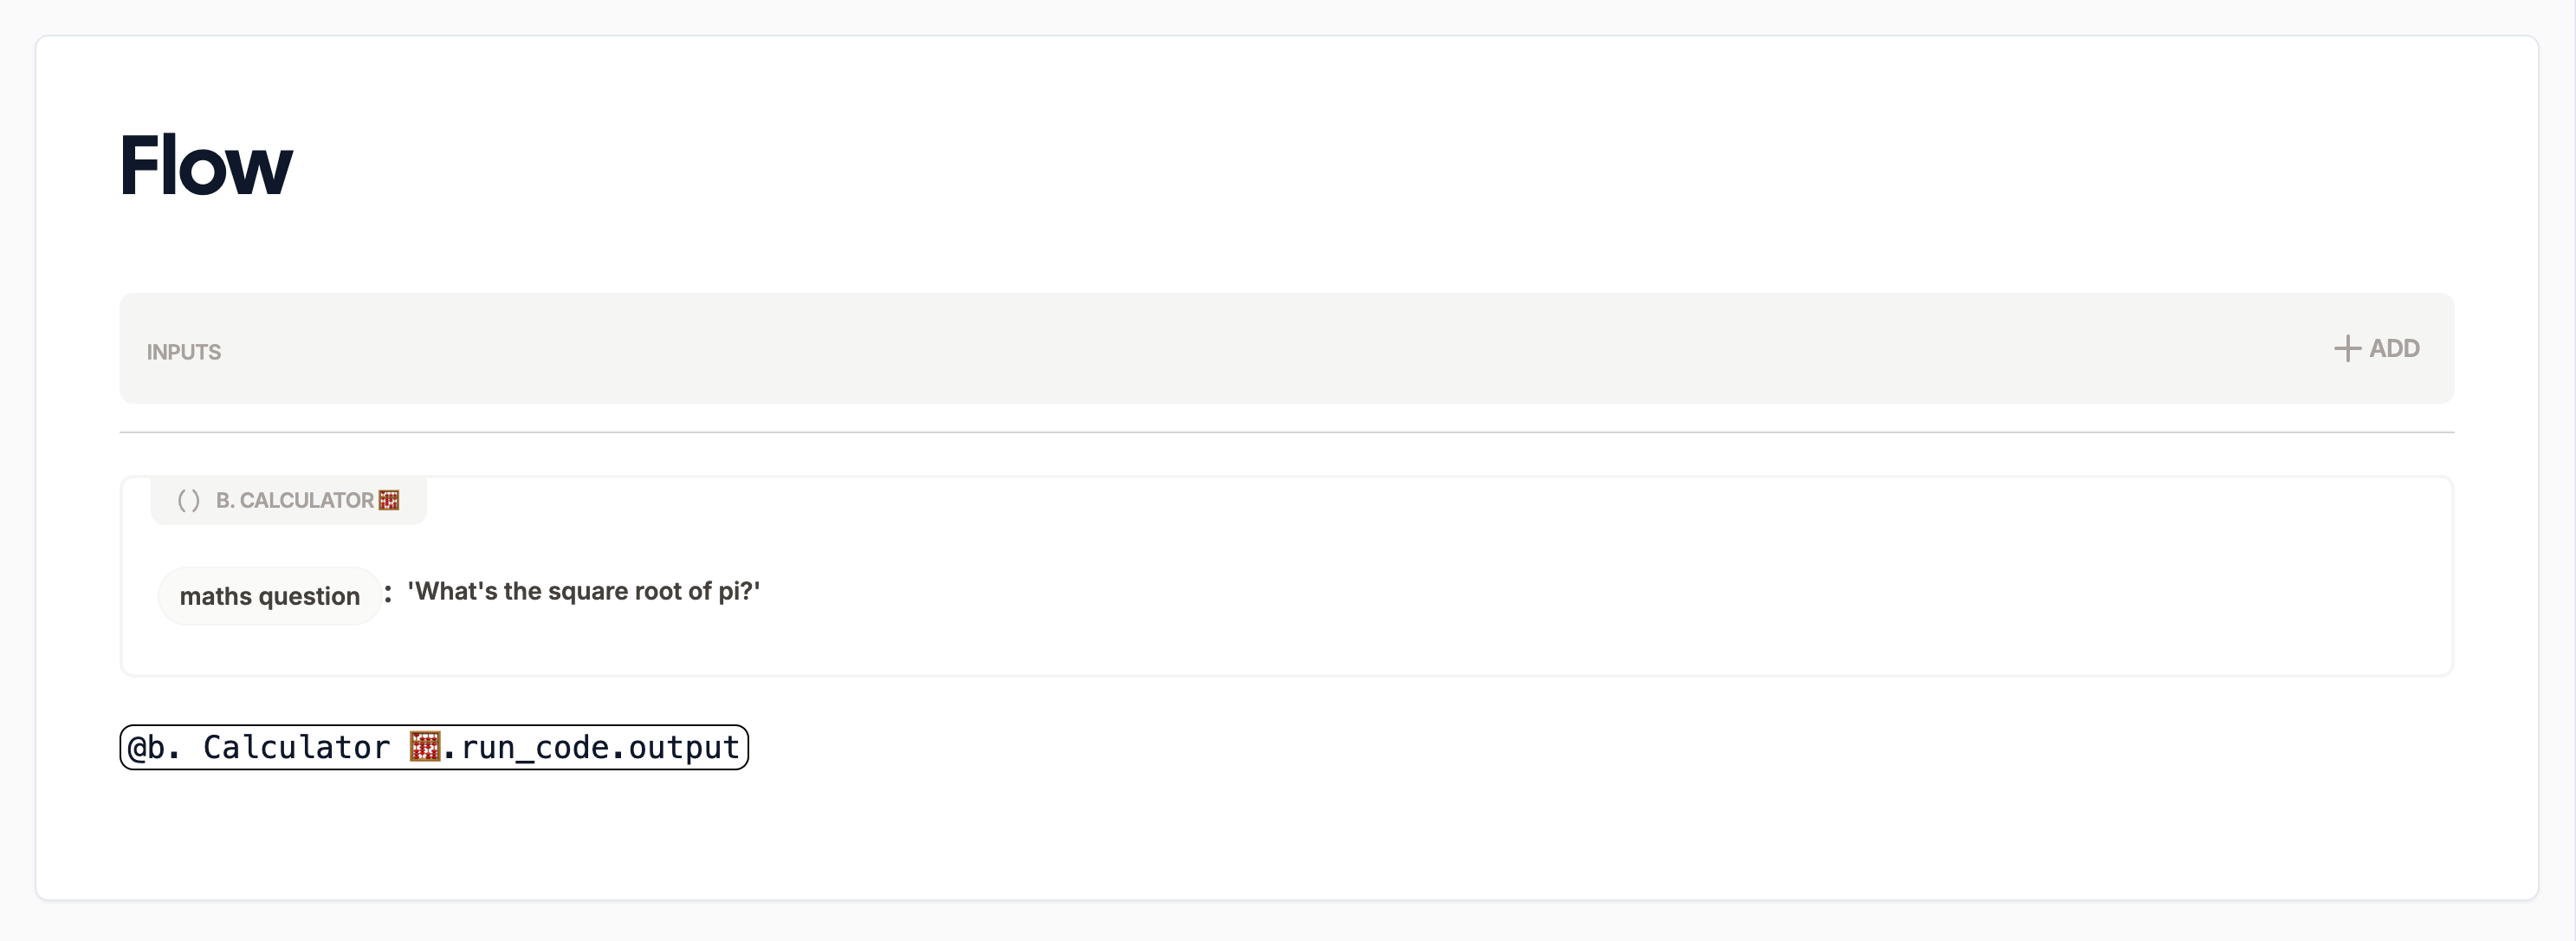 Flow
INPUTS
ADD
() B. CALCULATOR 🧮
maths question : 'What's the square root of pi?'
@b. Calculator 🧮.run_code.output